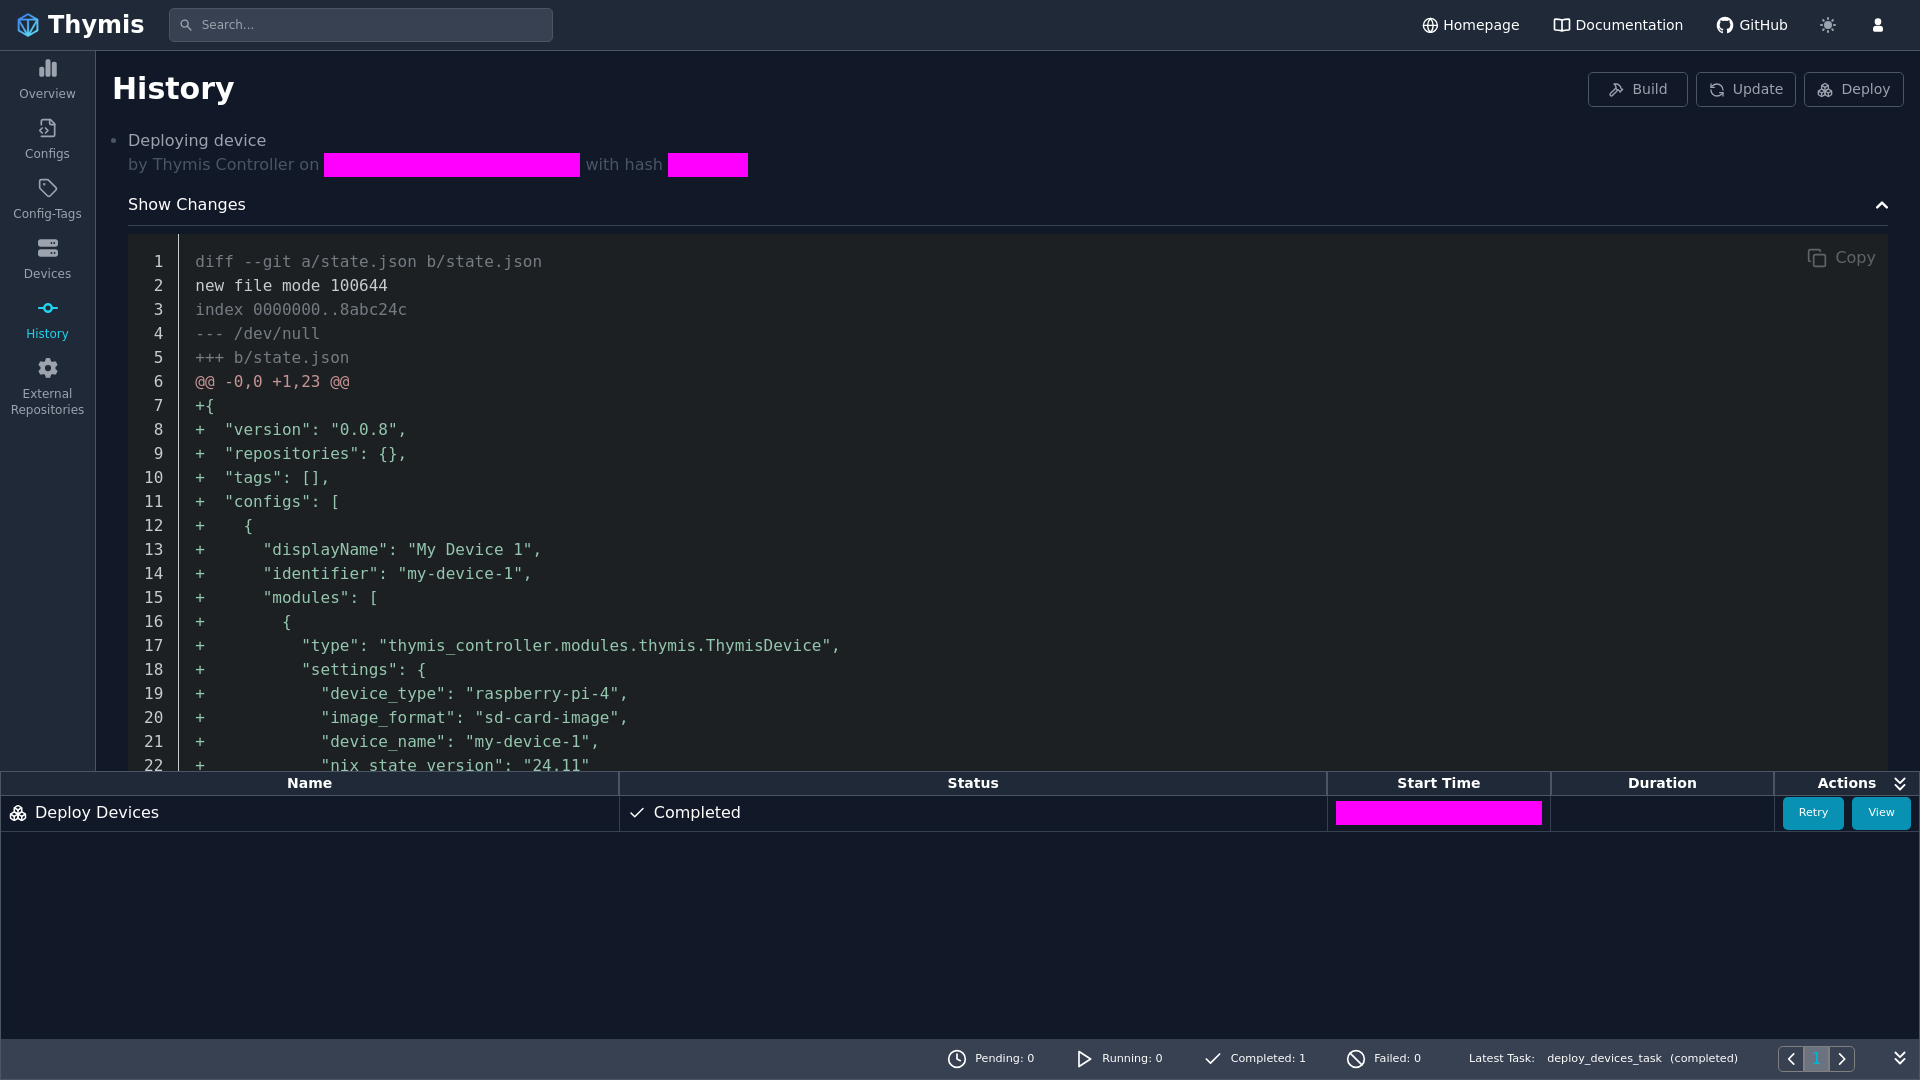 Thymis
Search...
Homepage
Documentation
GitHub
Overview
Configs
Config-Tags
Devices
History
External
Repositories
History
Build
Update
Deploy
Deploying device
by Thymis Controller on
with hash
Show Changes
Copy
1 diff --git a/state.json b/state.json
2 new file mode 100644
3 index 0000000..8abc24c
4 --- /dev/null
5 +++ b/state.json
6 @@ -0,0 +1,23 @@
7 +{
8 +  "version": "0.0.8",
9 +  "repositories": {},
10 +  "tags": [],
11 +  "configs": [
12 +    {
13 +      "displayName": "My Device 1",
14 +      "identifier": "my-device-1",
15 +      "modules": [
16 +        {
17 +          "type": "thymis_controller.modules.thymis.ThymisDevice",
18 +          "settings": {
19 +            "device_type": "raspberry-pi-4",
20 +            "image_format": "sd-card-image",
21 +            "device_name": "my-device-1",
22 +            "nix_state_version": "24.11"
Name Status Start Time Duration Actions
Deploy Devices Completed Retry View
Pending: 0 Running: 0 Completed: 1 Failed: 0 Latest Task: deploy_devices_task (completed) 1